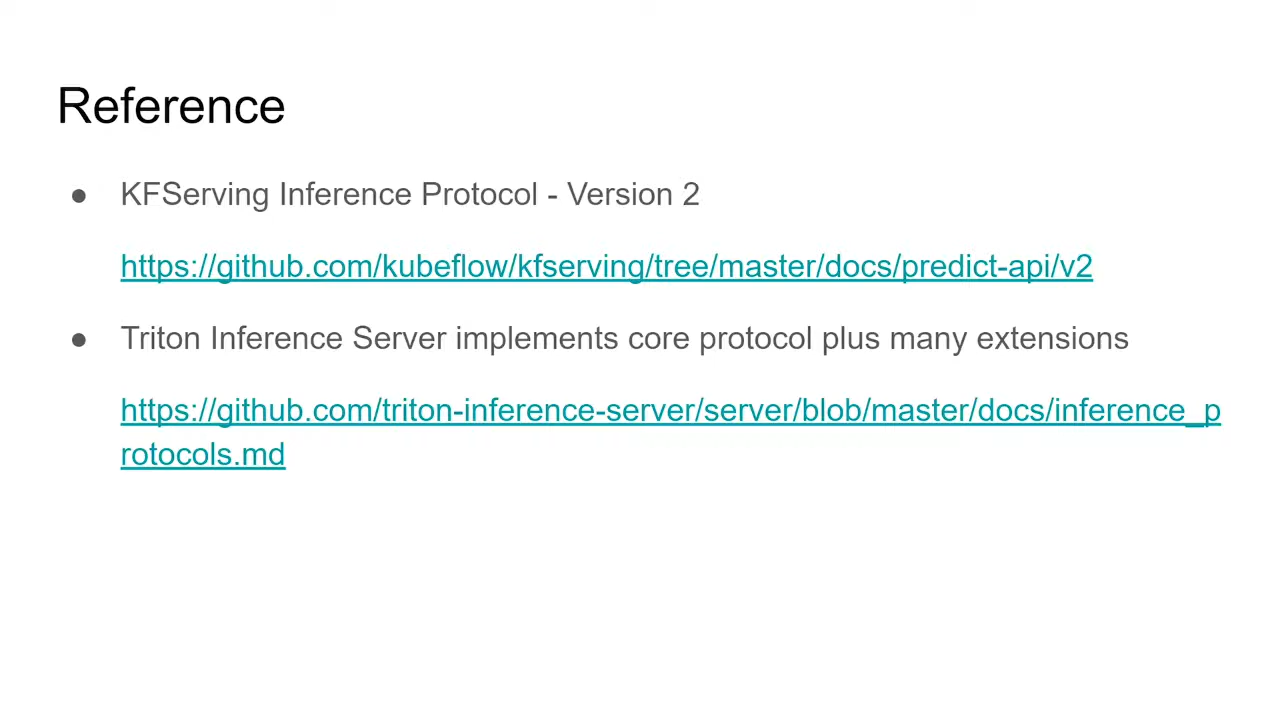 Reference
● KFServing Inference Protocol - Version 2
https://github.com/kubeflow/kfserving/tree/master/docs/predict-api/v2
● Triton Inference Server implements core protocol plus many extensions
https://github.com/triton-inference-server/server/blob/master/docs/inference_p
rotocols.md